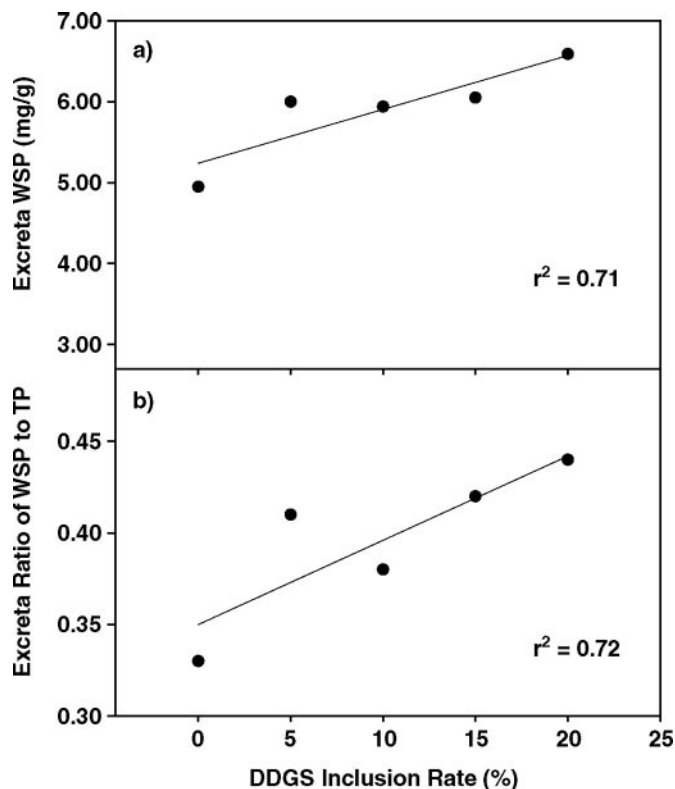 a)
Excreta WSP (mg/g)
7.00
6.00
5.00
4.00
3.00
r² = 0.71
b)
Excreta Ratio of WSP to TP
0.45
0.40
0.35
0.30
r² = 0.72
0 5 10 15 20 25
DDGS Inclusion Rate (%)